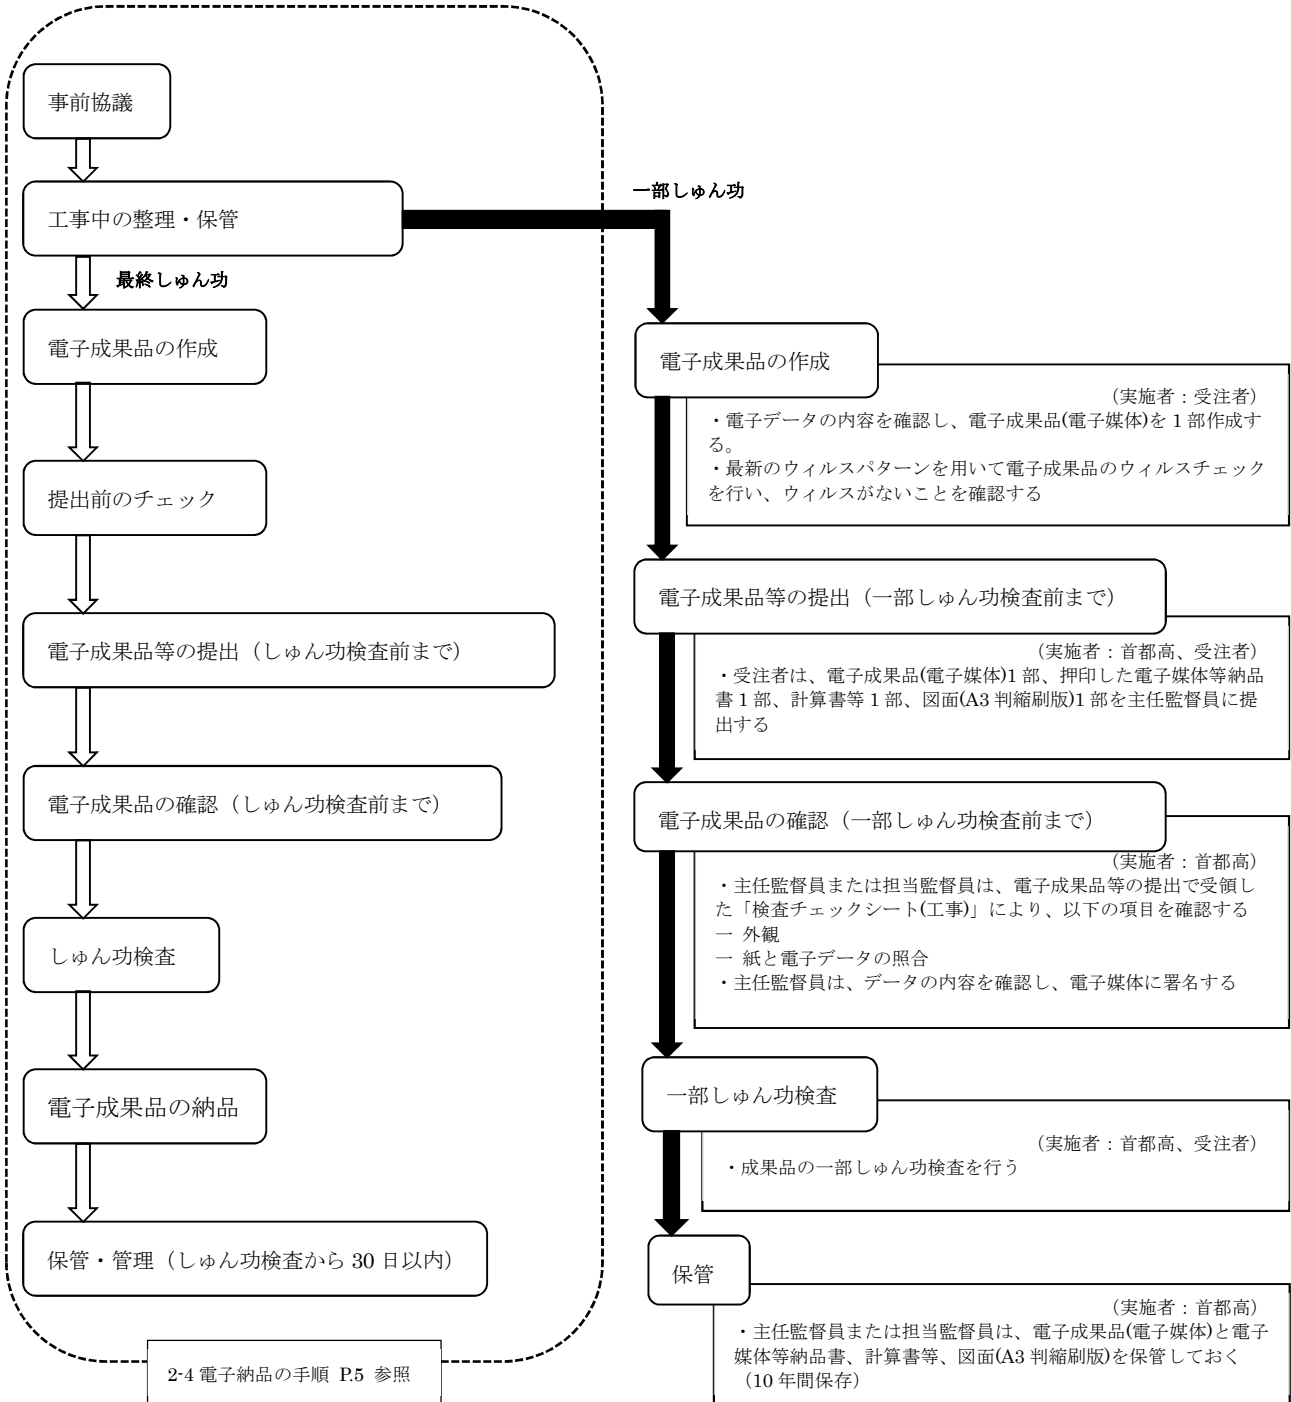 事前協議
工事中の整理・保管
最終しゅん功
電子成果品の作成
提出前のチェック
電子成果品等の提出（しゅん功検査前まで）
電子成果品の確認（しゅん功検査前まで）
しゅん功検査
電子成果品の納品
保管・管理（しゅん功検査から 30 日以内）
2-4 電子納品の手順 P.5 参照
一部しゅん功
電子成果品の作成
（実施者：受注者）
・電子データの内容を確認し、電子成果品(電子媒体)を 1 部作成す
る。
・最新のウィルスパターンを用いて電子成果品のウィルスチェック
を行い、ウィルスがないことを確認する
電子成果品等の提出（一部しゅん功検査前まで）
（実施者：首都高、受注者）
・受注者は、電子成果品(電子媒体)1 部、押印した電子媒体等納品
書 1 部、計算書等 1 部、図面(A3 判縮刷版)1 部を主任監督員に提
出する
電子成果品の確認（一部しゅん功検査前まで）
（実施者：首都高）
・主任監督員または担当監督員は、電子成果品等の提出で受領し
た「検査チェックシート(工事)」により、以下の項目を確認する
― 外観
― 紙と電子データの照合
・主任監督員は、データの内容を確認し、電子媒体に署名する
一部しゅん功検査
（実施者：首都高、受注者）
・成果品の一部しゅん功検査を行う
保管
（実施者：首都高）
・主任監督員または担当監督員は、電子成果品(電子媒体)と電子
媒体等納品書、計算書等、図面(A3 判縮刷版)を保管しておく
（10 年間保存）